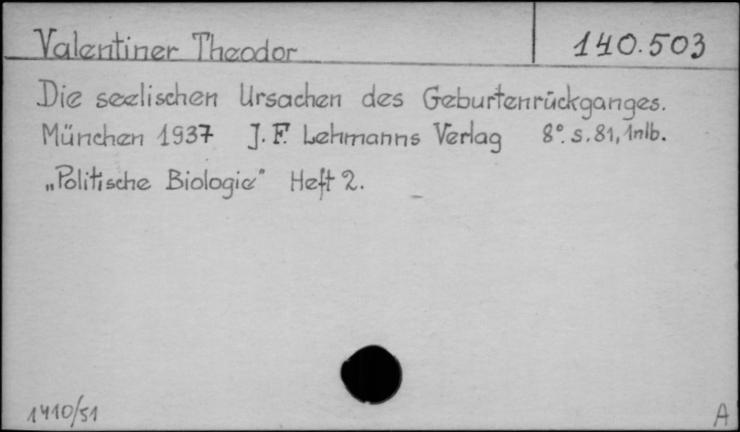 Valentiner Theodor 140.503
Die seelischen Ursachen des Geburtenrückganges.
München 1937 J. F. Lehmanns Verlag 8°. s. 81, 1nlb.
„Politische Biologie" Heft 2.
1410/51 A